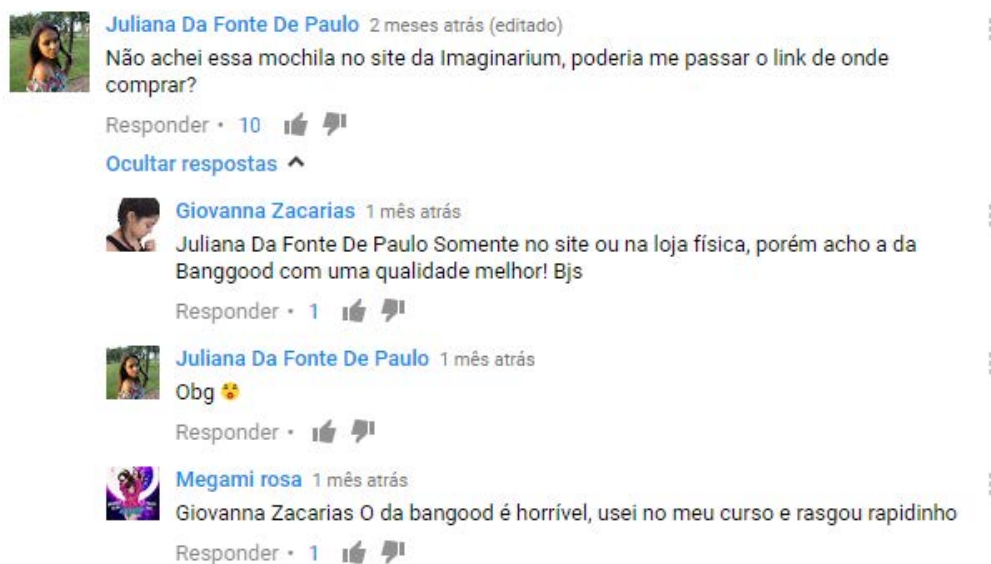 Juliana Da Fonte De Paulo 2 meses atrás (editado)
Não achei essa mochila no site da Imaginarium, poderia me passar o link de onde
comprar?
Responder • 10
Ocultar respostas
Giovanna Zacarias 1 mês atrás
Juliana Da Fonte De Paulo Somente no site ou na loja física, porém acho a da
Banggood com uma qualidade melhor! Bjs
Responder • 1
Juliana Da Fonte De Paulo 1 mês atrás
Obg 😲
Responder •
Megami rosa 1 mês atrás
Giovanna Zacarias O da bangood é horrível, usei no meu curso e rasgou rapidinho
Responder • 1